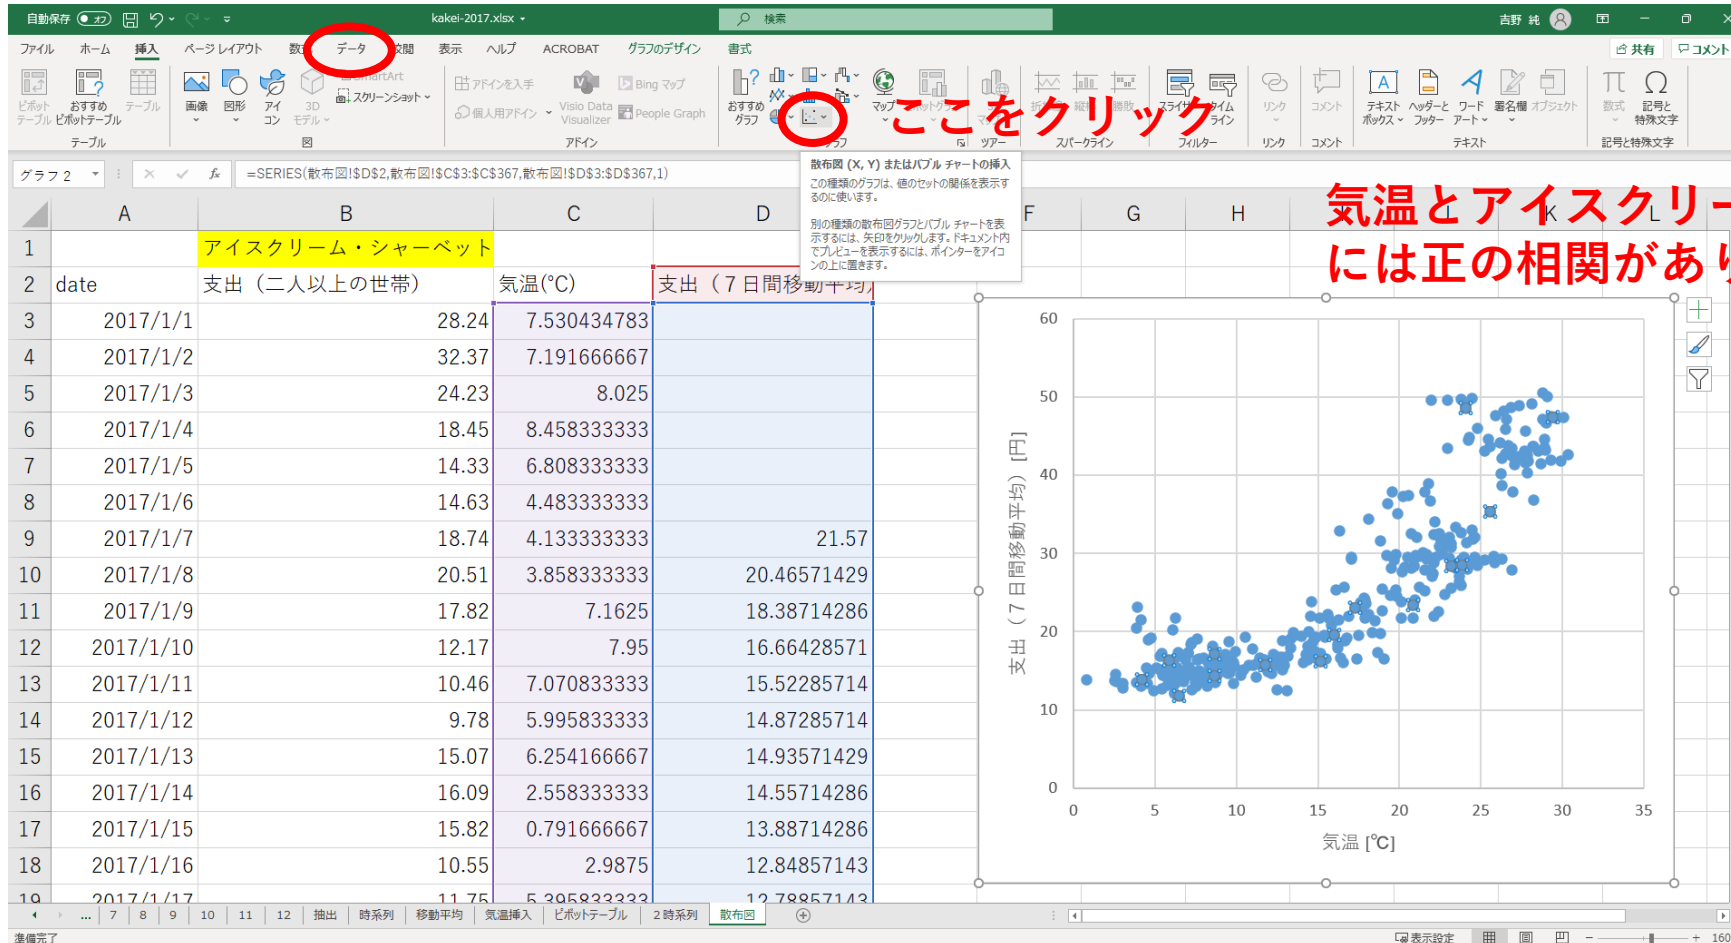 自動保存 オフ
kakei-2017.xlsx
検索
吉野 純
ファイル ホーム 挿入 ページ レイアウト 数式 データ 校閲 表示 ヘルプ ACROBAT グラフのデザイン 書式
共有 コメント
ピボットテーブル おすすめピボットテーブル テーブル
テーブル
画像 図形 アイコン 3Dモデル SmartArt スクリーンショット
図
アドインを入手 個人用アドイン Visio Data Visualizer Bing マップ People Graph
アドイン
おすすめグラフ マップ
グラフ ツアー
スパークライン
スライサー タイムライン
フィルター
リンク
リンク
コメント
コメント
テキストボックス ヘッダーとフッター ワードアート 署名欄 オブジェクト
テキスト
数式 記号と特殊文字
記号と特殊文字
ここをクリック
グラフ 2
=SERIES(散布図!$D$2,散布図!$C$3:$C$367,散布図!$D$3:$D$367,1)
散布図 (X, Y) またはバブル チャートの挿入
この種類のグラフは、値のセットの関係を表示す
るのに使います。
別の種類の散布図グラフとバブル チャートを表
示するには、矢印をクリックします。ドキュメント内
でプレビューを表示するには、ポインターをアイコ
ンの上に置きます。
気温とアイスクリー
には正の相関があり
A B C D F G H K L
1 アイスクリーム・シャーベット
2 date 支出（二人以上の世帯） 気温(℃) 支出（７日間移動平均）
3 2017/1/1 28.24 7.530434783
4 2017/1/2 32.37 7.191666667
5 2017/1/3 24.23 8.025
6 2017/1/4 18.45 8.458333333
7 2017/1/5 14.33 6.808333333
8 2017/1/6 14.63 4.483333333
9 2017/1/7 18.74 4.133333333 21.57
10 2017/1/8 20.51 3.858333333 20.46571429
11 2017/1/9 17.82 7.1625 18.38714286
12 2017/1/10 12.17 7.95 16.66428571
13 2017/1/11 10.46 7.070833333 15.52285714
14 2017/1/12 9.78 5.995833333 14.87285714
15 2017/1/13 15.07 6.254166667 14.93571429
16 2017/1/14 16.09 2.558333333 14.55714286
17 2017/1/15 15.82 0.791666667 13.88714286
18 2017/1/16 10.55 2.9875 12.84857143
19 2017/1/17 11.75 5.395833333 12.78857143
60
50
40
30
20
10
0
支出（７日間移動平均）[円]
0 5 10 15 20 25 30 35
気温 [℃]
... 7 8 9 10 11 12 抽出 時系列 移動平均 気温挿入 ピボットテーブル ２時系列 散布図
準備完了
表示設定
160